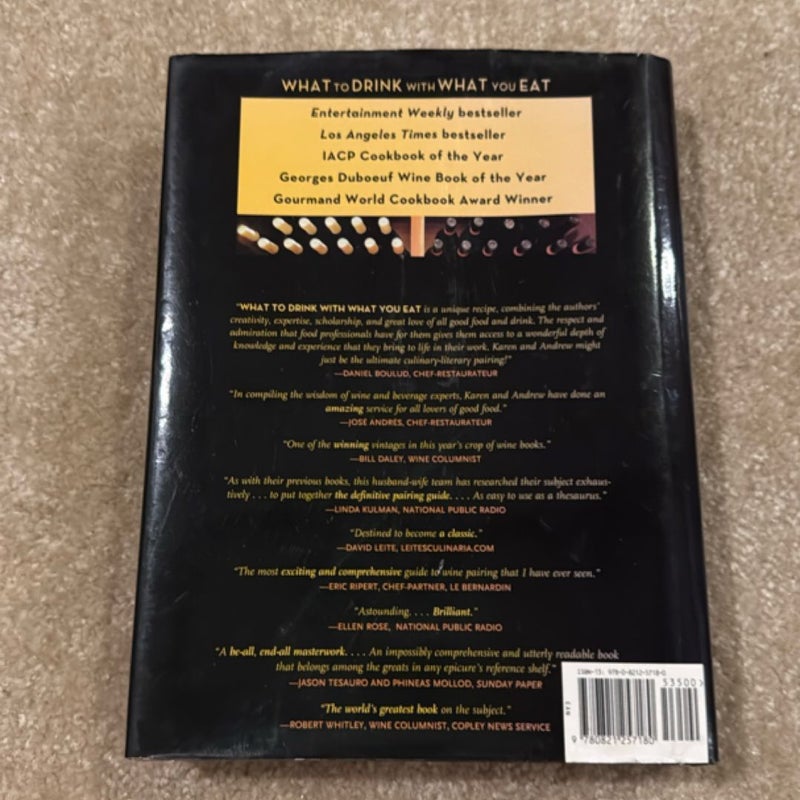 WHAT TO DRINK WITH WHAT YOU EAT
Entertainment Weekly bestseller
Los Angeles Times bestseller
IACP Cookbook of the Year
Georges Duboeuf Wine Book of the Year
Gourmand World Cookbook Award Winner
"WHAT TO DRINK WITH WHAT YOU EAT is a unique recipe, combining the authors'
creativity, expertise, scholarship, and great love of all good food and drink. The respect and
admiration that food professionals have for them gives them access to a wonderful depth of
knowledge and experience that they bring to life in their work. Karen and Andrew might
just be the ultimate culinary-literary pairing!"
—DANIEL BOULUD, CHEF-RESTAURATEUR
"In compiling the wisdom of wine and beverage experts, Karen and Andrew have done an
amazing service for all lovers of good food."
—JOSÉ ANDRÉS, CHEF-RESTAURATEUR
"One of the winning vintages in this year's crop of wine books."
—BILL DALEY, WINE COLUMNIST
"As with their previous books, this husband-wife team has researched their subject exhaus-
tively . . . to put together the definitive pairing guide. . . . As easy to use as a thesaurus."
—LINDA KULMAN, NATIONAL PUBLIC RADIO
"Destined to become a classic."
—DAVID LEITE, LEITESCULINARIA.COM
"The most exciting and comprehensive guide to wine pairing that I have ever seen."
—ERIC RIPERT, CHEF-PARTNER, LE BERNARDIN
"Astounding. . . . Brilliant."
—ELLEN ROSE, NATIONAL PUBLIC RADIO
"A be-all, end-all masterwork. . . . An impossibly comprehensive and utterly readable book
that belongs among the greats in any epicure's reference shelf."
—JASON TESAURO AND PHINEAS MOLLOD, SUNDAY PAPER
"The world's greatest book on the subject."
—ROBERT WHITLEY, WINE COLUMNIST, COPLEY NEWS SERVICE
ISBN-13: 978-0-8212-5718-0
53500>
EAN
9 780821 257180